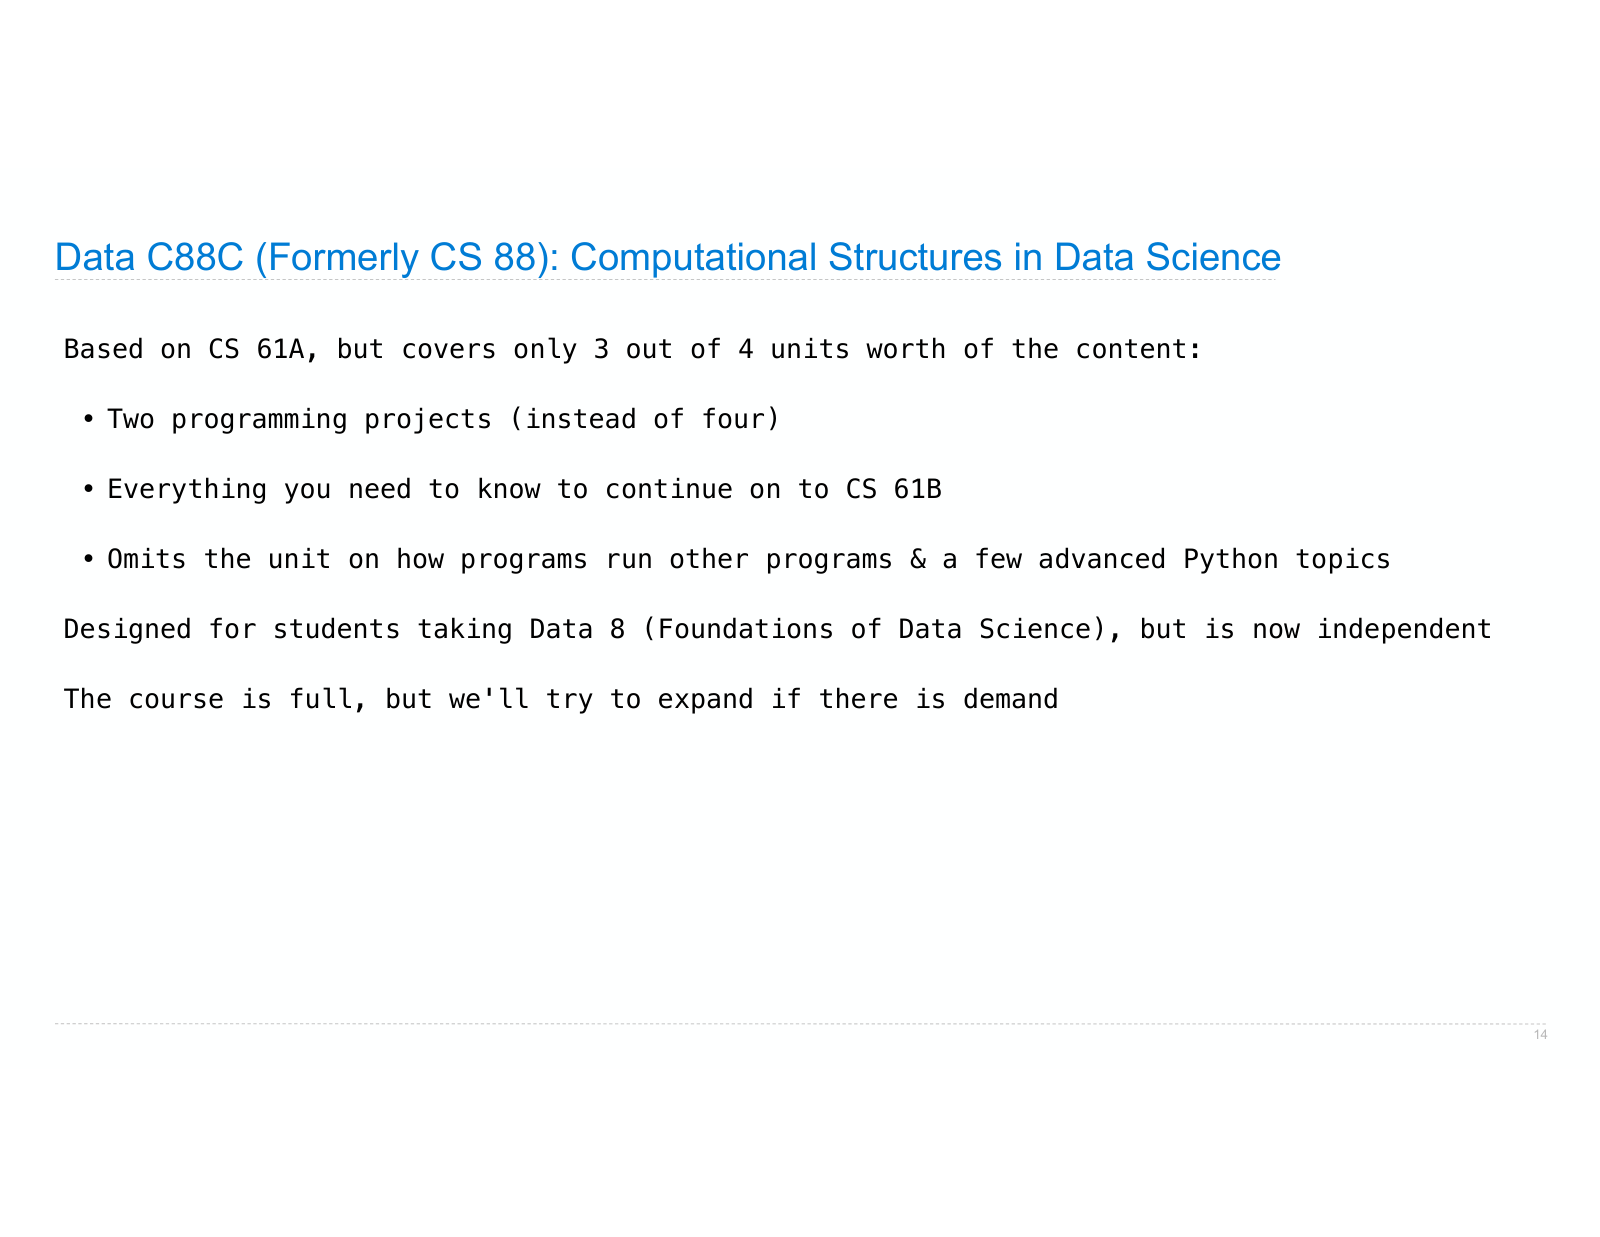 Data C88C (Formerly CS 88): Computational Structures in Data Science
Based on CS 61A, but covers only 3 out of 4 units worth of the content:
• Two programming projects (instead of four)
• Everything you need to know to continue on to CS 61B
• Omits the unit on how programs run other programs & a few advanced Python topics
Designed for students taking Data 8 (Foundations of Data Science), but is now independent
The course is full, but we'll try to expand if there is demand
14